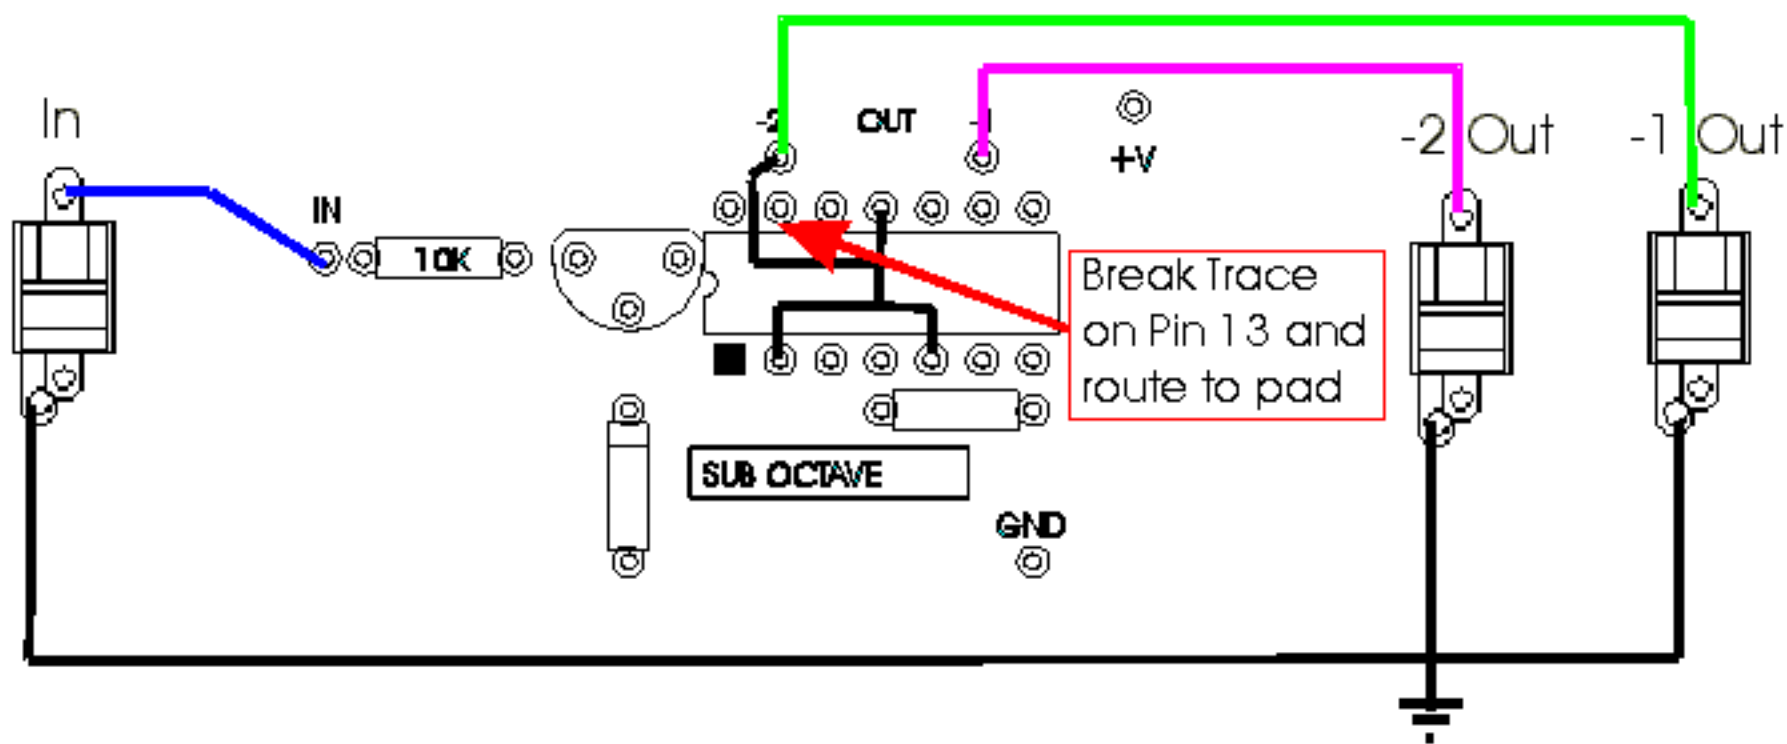 In
-2 OUT -1
+V
-2 Out
-1 Out
IN
10K
Break Trace
on Pin 13 and
route to pad
SUB OCTAVE
GND